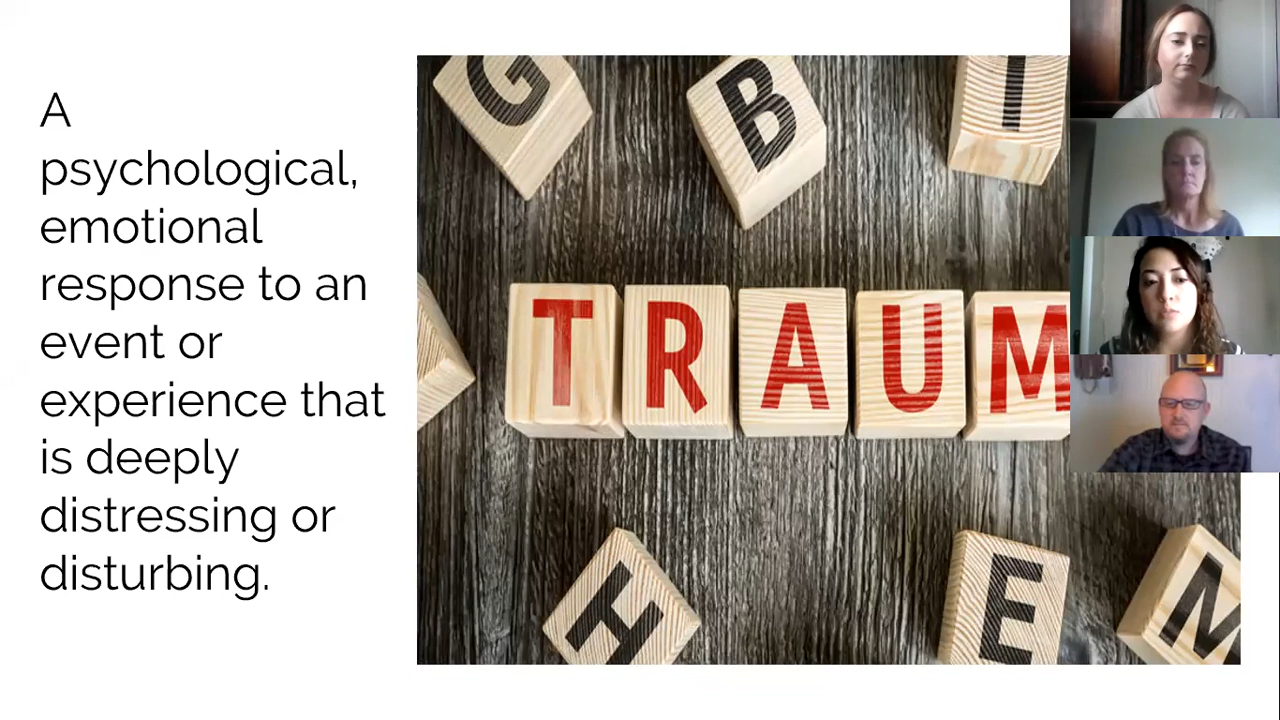 A
psychological,
emotional
response to an
event or
experience that
is deeply
distressing or
disturbing.
G B I
TRAUM
H E M